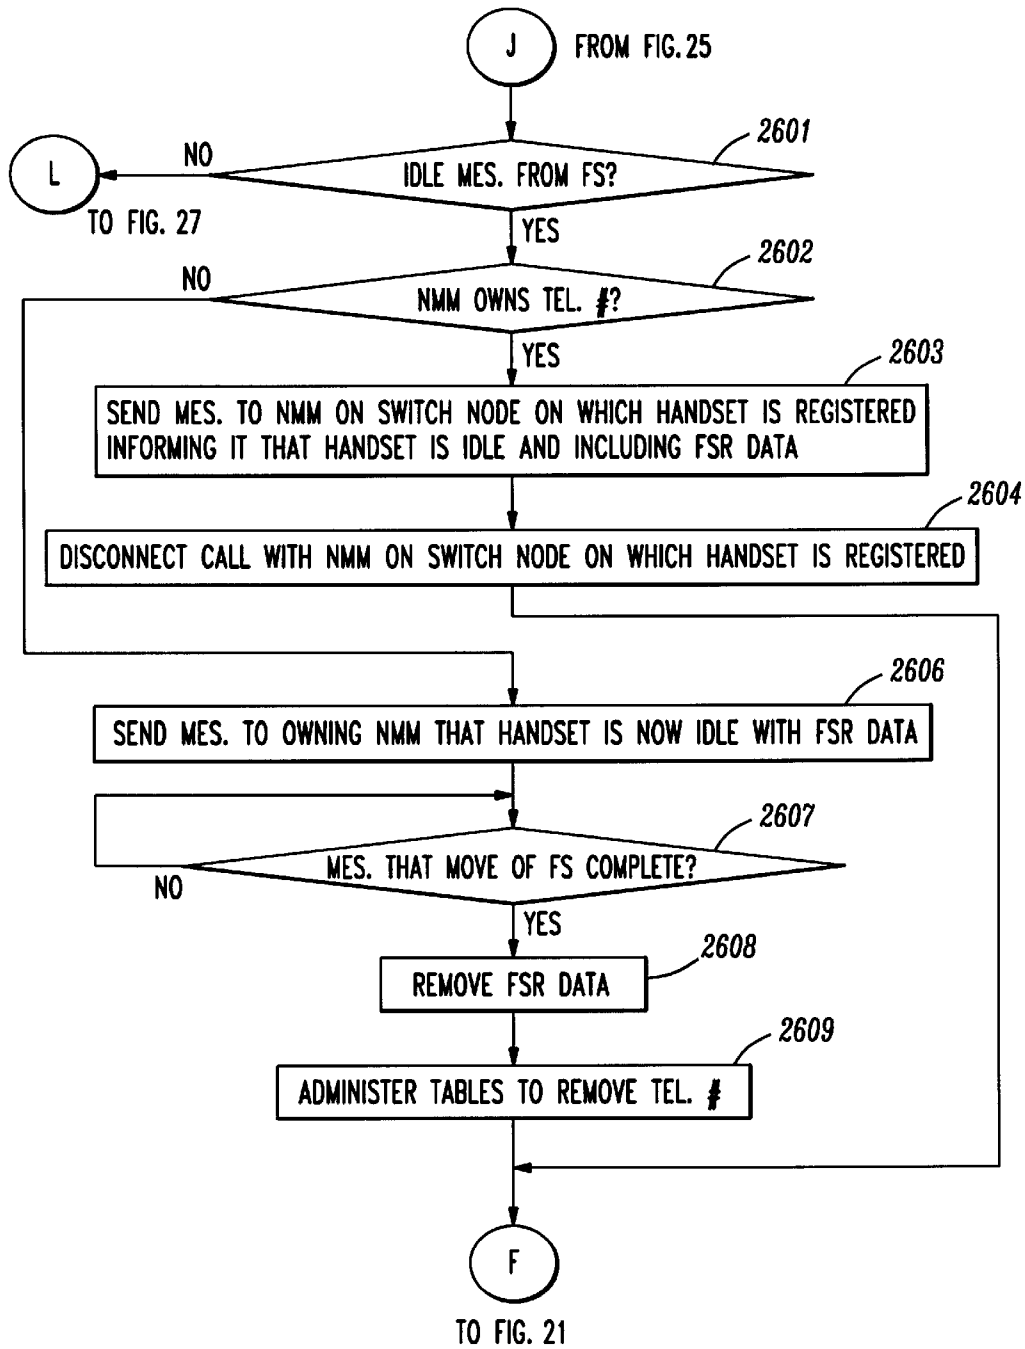 J
FROM FIG. 25
2601
NO
L
IDLE MES. FROM FS?
TO FIG. 27
YES
2602
NO
NMM OWNS TEL. #?
YES
2603
SEND MES. TO NMM ON SWITCH NODE ON WHICH HANDSET IS REGISTERED
INFORMING IT THAT HANDSET IS IDLE AND INCLUDING FSR DATA
2604
DISCONNECT CALL WITH NMM ON SWITCH NODE ON WHICH HANDSET IS REGISTERED
2606
SEND MES. TO OWNING NMM THAT HANDSET IS NOW IDLE WITH FSR DATA
2607
MES. THAT MOVE OF FS COMPLETE?
NO
YES
2608
REMOVE FSR DATA
2609
ADMINISTER TABLES TO REMOVE TEL. #
F
TO FIG. 21